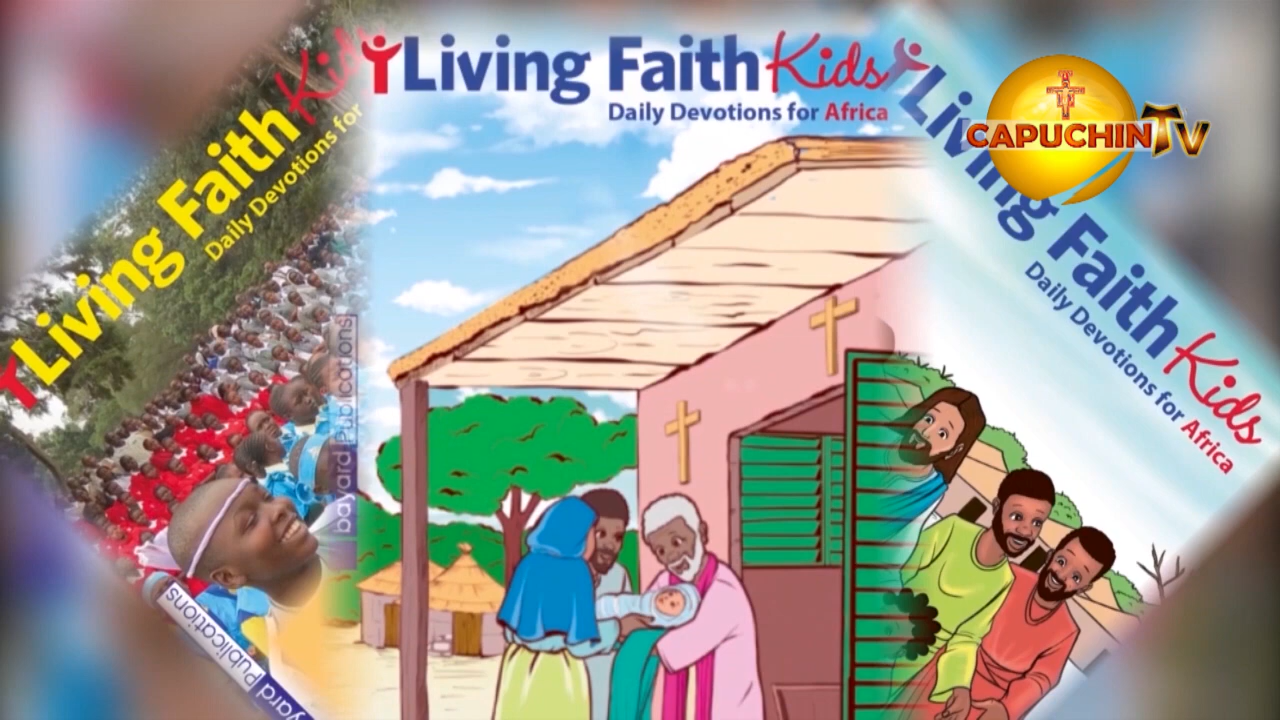 Living Faith Kids
Daily Devotions for
bayard Publications
yard Publications
Living Faith Kids
Daily Devotions for Africa
Living Faith Kids
Daily Devotions for Africa
CAPUCHIN TV